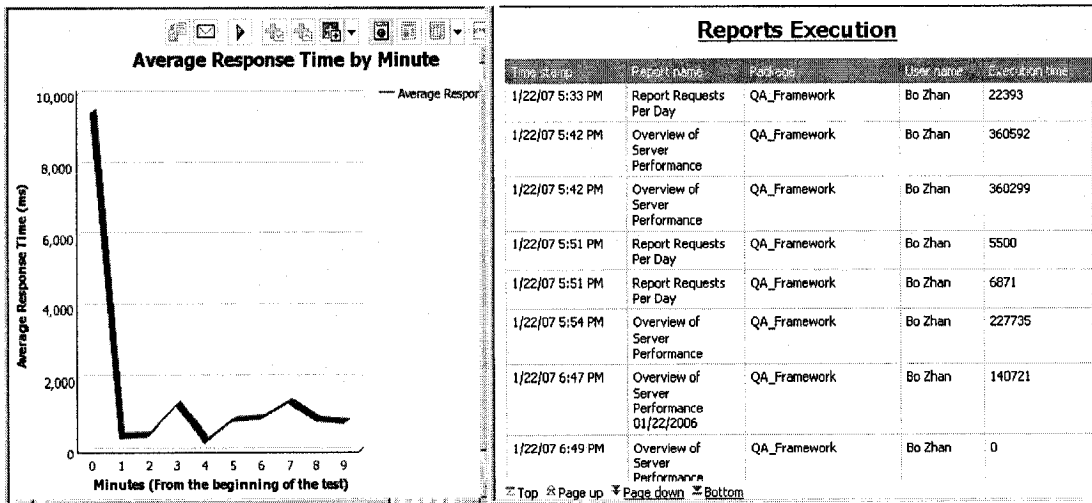 Average Response Time by Minute
Average Respor
Average Response Time (ms)
10,000
8,000
6,000
4,000
2,000
0
0 1 2 3 4 5 6 7 8 9
Minutes (From the beginning of the test)
Reports Execution
Time stamp Report name Package User name Execution time
1/22/07 5:33 PM Report Requests QA_Framework Bo Zhan 22393
Per Day
1/22/07 5:42 PM Overview of QA_Framework Bo Zhan 360592
Server
Performance
1/22/07 5:42 PM Overview of QA_Framework Bo Zhan 360299
Server
Performance
1/22/07 5:51 PM Report Requests QA_Framework Bo Zhan 5500
Per Day
1/22/07 5:51 PM Report Requests QA_Framework Bo Zhan 6871
Per Day
1/22/07 5:54 PM Overview of QA_Framework Bo Zhan 227735
Server
Performance
1/22/07 6:47 PM Overview of QA_Framework Bo Zhan 140721
Server
Performance
01/22/2006
1/22/07 6:49 PM Overview of QA_Framework Bo Zhan 0
Server
Performance
Top Page up Page down Bottom